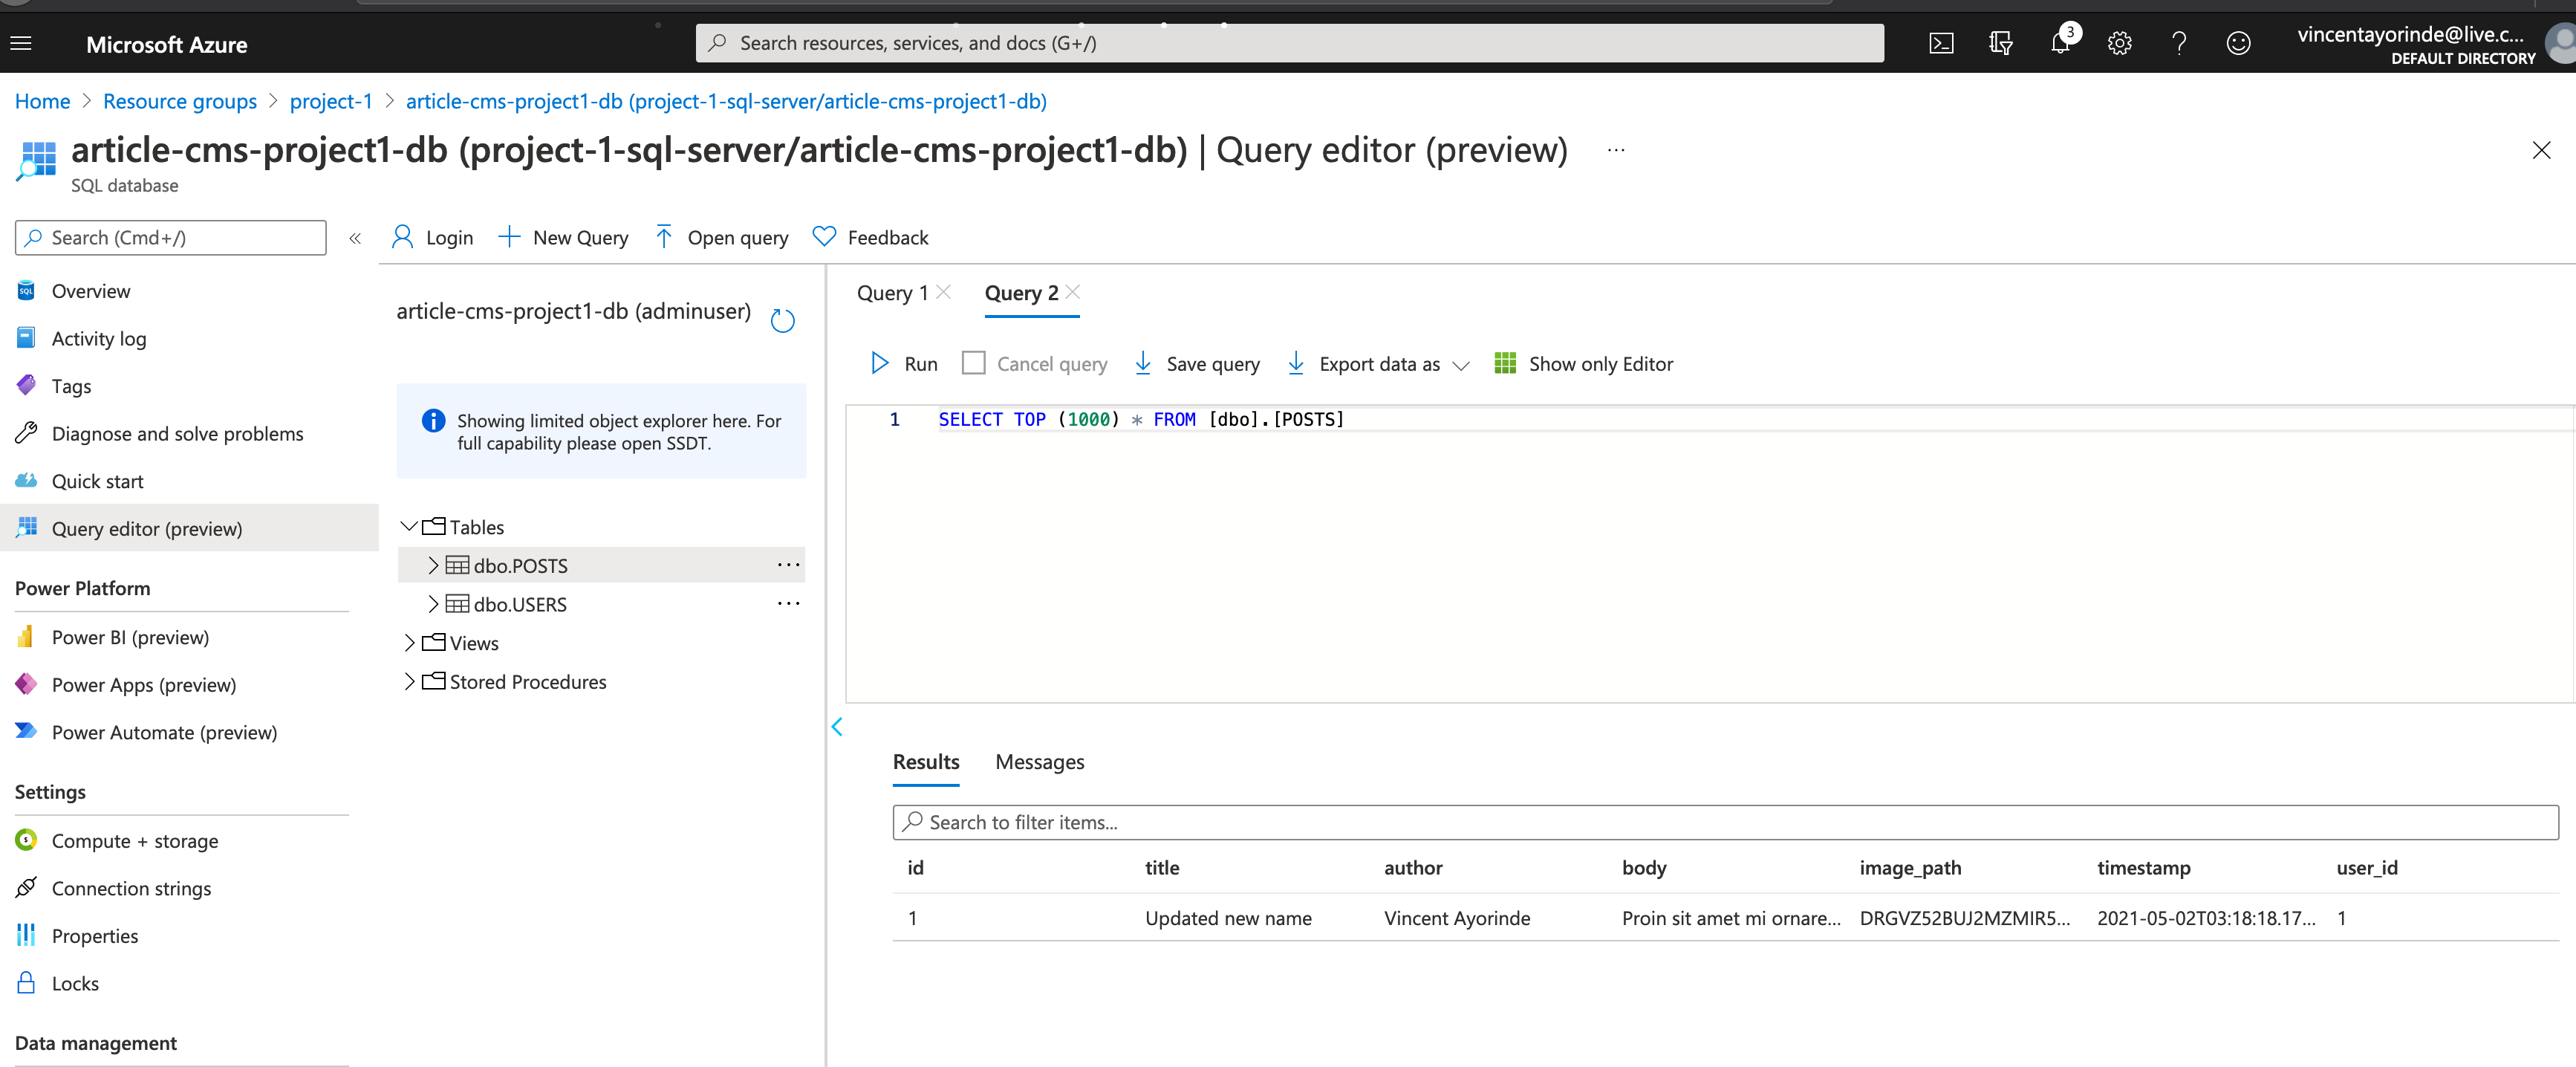 Microsoft Azure
Search resources, services, and docs (G+/)
3
vincentayorinde@live.c...
DEFAULT DIRECTORY
Home > Resource groups > project-1 > article-cms-project1-db (project-1-sql-server/article-cms-project1-db)
article-cms-project1-db (project-1-sql-server/article-cms-project1-db) | Query editor (preview) ...
SQL database
Search (Cmd+/)
Overview
Activity log
Tags
Diagnose and solve problems
Quick start
Query editor (preview)
Power Platform
Power BI (preview)
Power Apps (preview)
Power Automate (preview)
Settings
Compute + storage
Connection strings
Properties
Locks
Data management
Login New Query Open query Feedback
article-cms-project1-db (adminuser)
Showing limited object explorer here. For
full capability please open SSDT.
Tables
dbo.POSTS ...
dbo.USERS ...
Views
Stored Procedures
Query 1 Query 2
Run Cancel query Save query Export data as Show only Editor
1 SELECT TOP (1000) * FROM [dbo].[POSTS]
Results Messages
Search to filter items...
id title author body image_path timestamp user_id
1 Updated new name Vincent Ayorinde Proin sit amet mi ornare... DRGVZ52BUJ2MZMIR5... 2021-05-02T03:18:18.17... 1